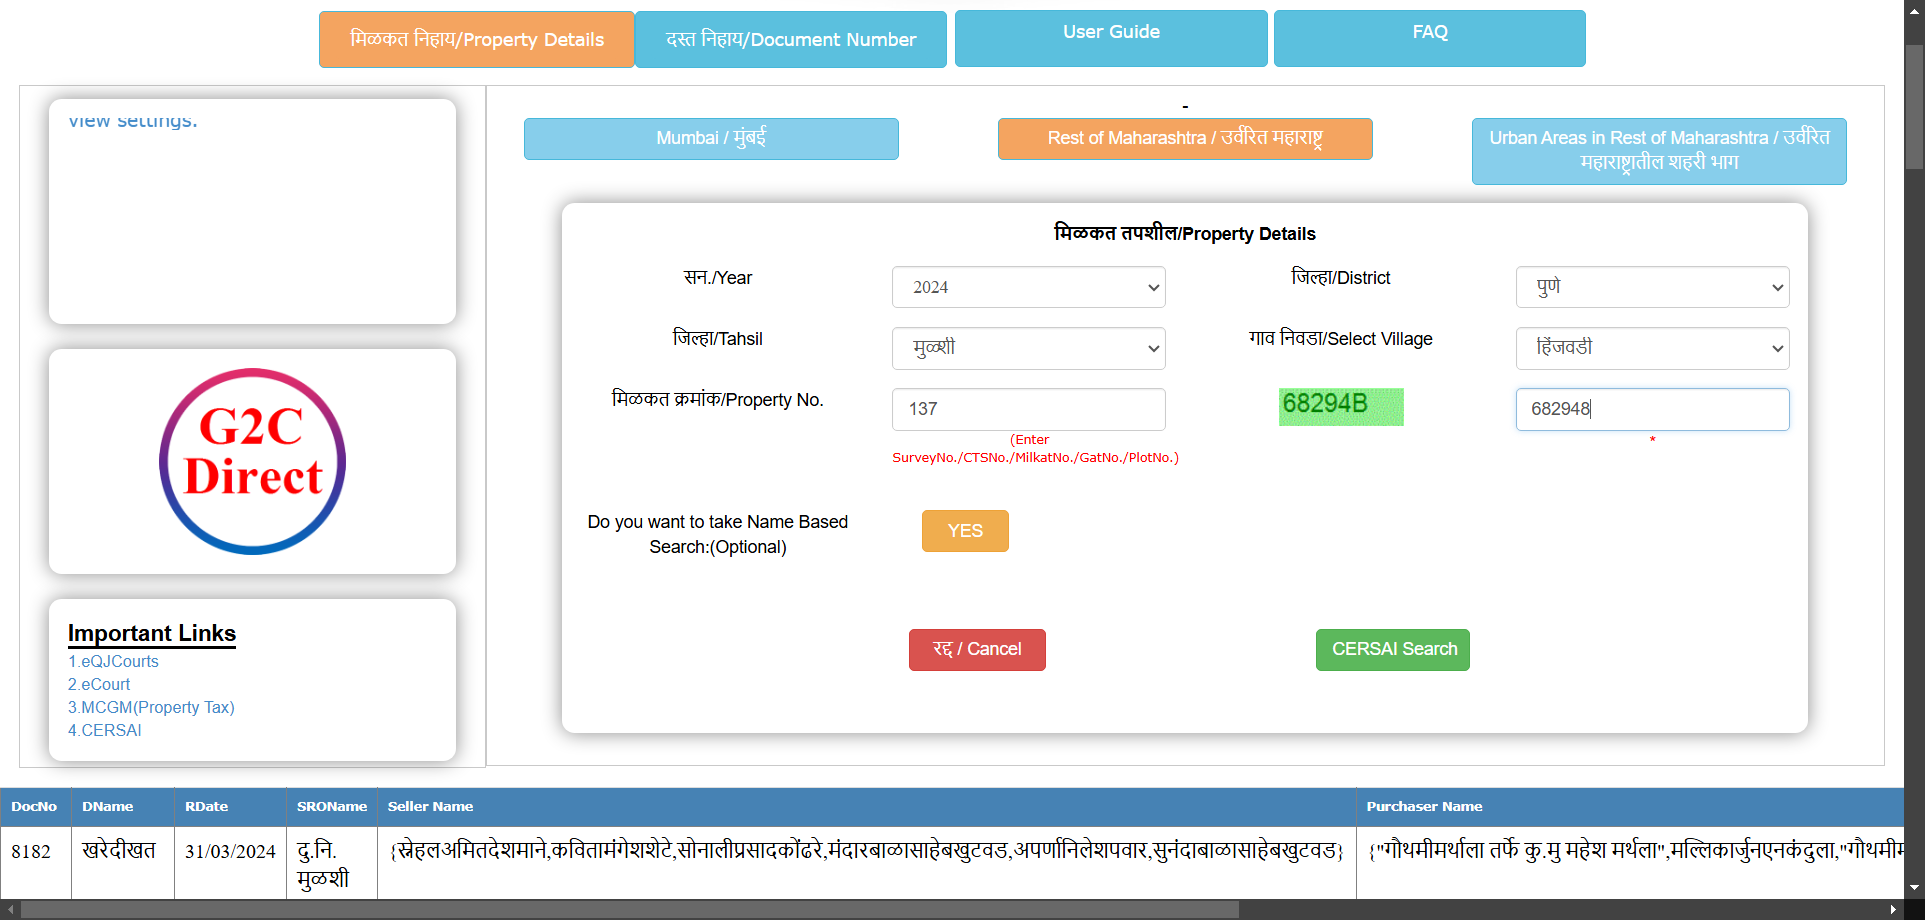 मिळकत निहाय/Property Details
दस्त निहाय/Document Number
User Guide
FAQ
view settings.
G2C
Direct
Important Links
1.eQJCourts
2.eCourt
3.MCGM(Property Tax)
4.CERSAI
-
Mumbai / मुंबई
Rest of Maharashtra / उर्वरित महाराष्ट्र
Urban Areas in Rest of Maharashtra / उर्वरित
महाराष्ट्रातील शहरी भाग
मिळकत तपशील/Property Details
सन./Year
2024
जिल्हा/District
पुणे
जिल्हा/Tahsil
मुळशी
गाव निवडा/Select Village
हिंजवडी
मिळकत क्रमांक/Property No.
137
(Enter
SurveyNo./CTSNo./MilkatNo./GatNo./PlotNo.)
68294B
682948
*
Do you want to take Name Based
Search:(Optional)
YES
रद्द / Cancel
CERSAI Search
DocNo DName RDate SROName Seller Name Purchaser Name
8182 खरेदीखत 31/03/2024 दु.नि. {स्नेहलअमितदेशमाने,कवितामंगेशशेटे,सोनालीप्रसादकोंढरे,मंदारबाळासाहेबखुटवड,अपर्णानिलेशपवार,सुनंदाबाळासाहेबखुटवड} {"गौथमीमर्थाला तर्फे कु.मु महेश मर्थला",मल्लिकार्जुनएनकंदुला,"गौथमीम
मुळशी